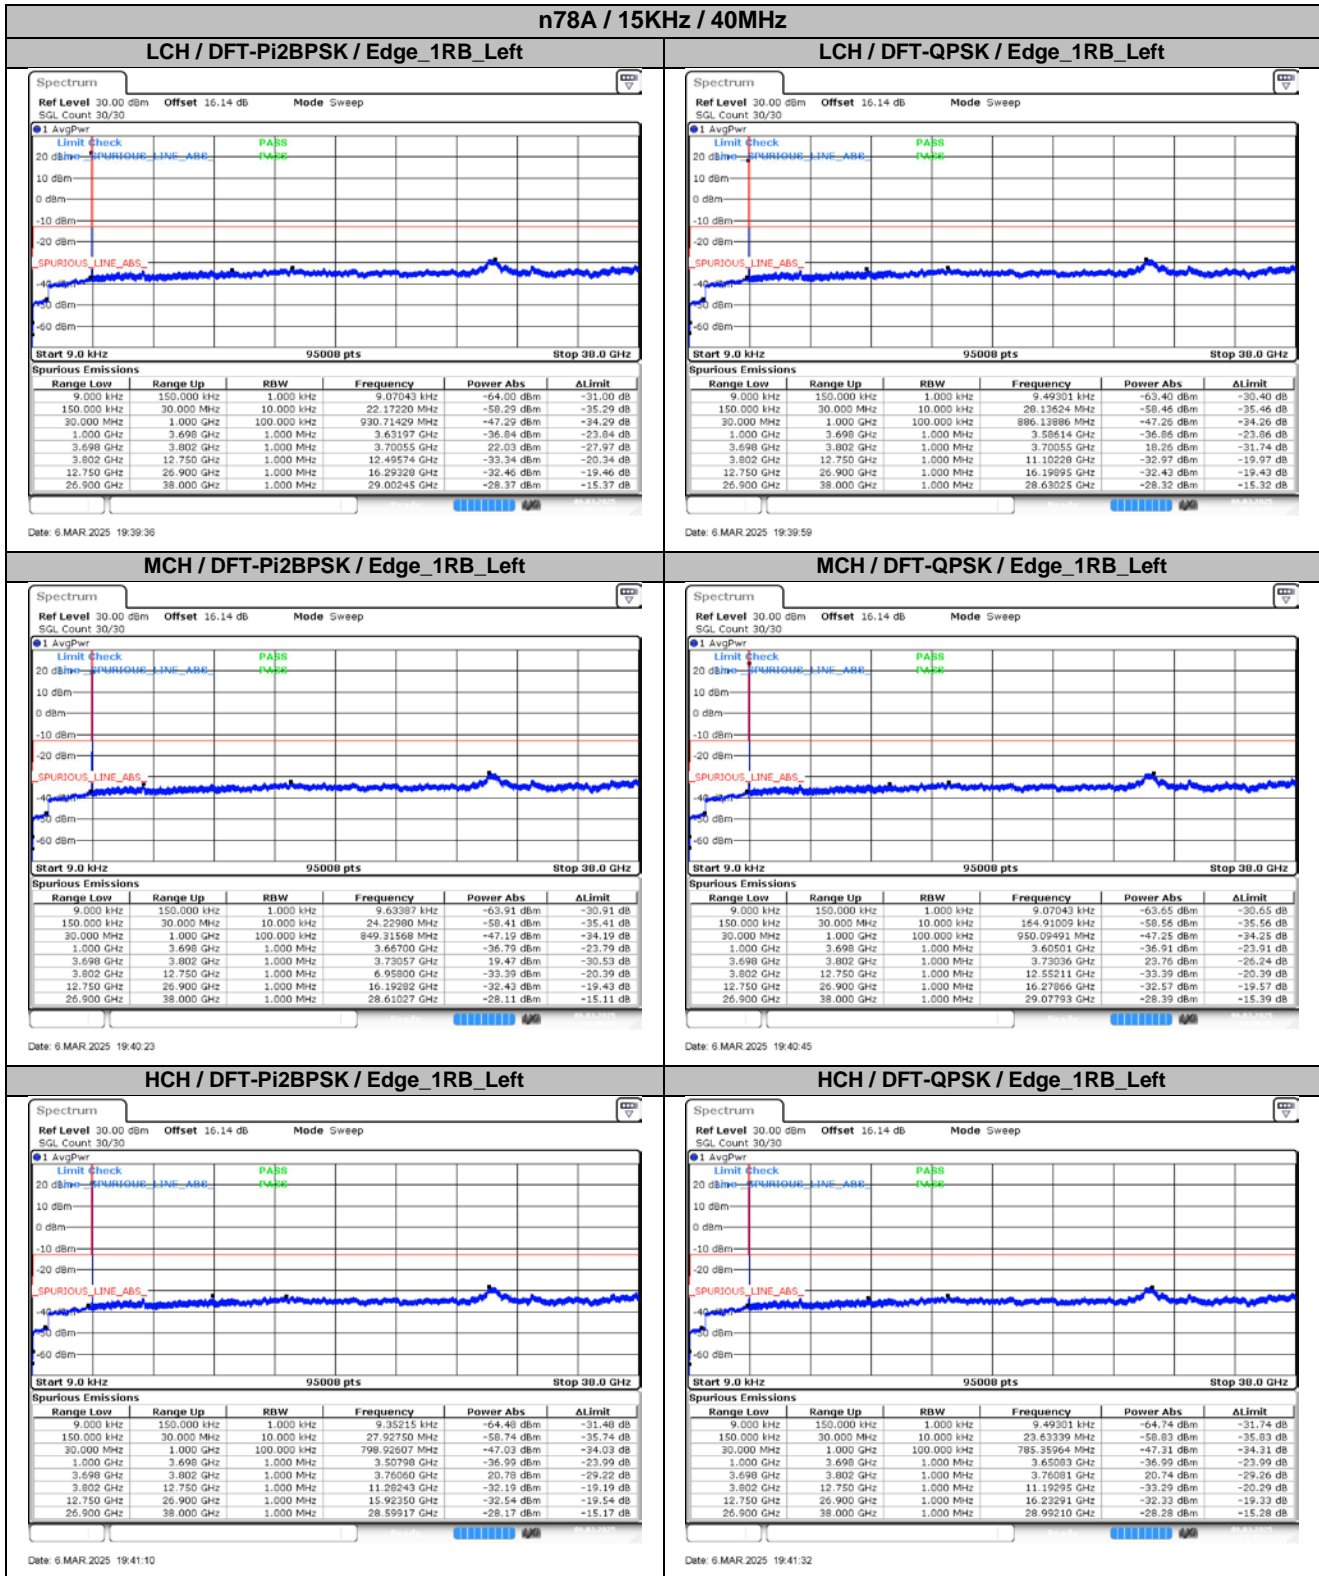 n78A / 15KHz / 40MHz
LCH / DFT-Pi2BPSK / Edge_1RB_Left
Spectrum
Ref Level 30.00 dBm Offset 16.14 dB Mode Sweep
SGL Count 30/30
1 AvgPwr
Limit Check PASS
20 dBm Line _SPURIOUS_LINE_ABS_ PASS
10 dBm
0 dBm
-10 dBm
-20 dBm
_SPURIOUS_LINE_ABS_
-40 dBm
-50 dBm
-60 dBm
Start 9.0 kHz 95008 pts Stop 38.0 GHz
Spurious Emissions
Range Low Range Up RBW Frequency Power Abs ΔLimit
9.000 kHz 150.000 kHz 1.000 kHz 9.07043 kHz -64.00 dBm -31.00 dB
150.000 kHz 30.000 MHz 10.000 kHz 22.17220 MHz -58.29 dBm -35.29 dB
30.000 MHz 1.000 GHz 100.000 kHz 930.71429 MHz -47.29 dBm -34.29 dB
1.000 GHz 3.698 GHz 1.000 MHz 3.63197 GHz -36.84 dBm -23.84 dB
3.698 GHz 3.802 GHz 1.000 MHz 3.70055 GHz 22.03 dBm -27.97 dB
3.802 GHz 12.750 GHz 1.000 MHz 12.49574 GHz -33.34 dBm -20.34 dB
12.750 GHz 26.900 GHz 1.000 MHz 16.29328 GHz -32.46 dBm -19.46 dB
26.900 GHz 38.000 GHz 1.000 MHz 29.00245 GHz -28.37 dBm -15.37 dB
Date: 6.MAR.2025 19:39:36
LCH / DFT-QPSK / Edge_1RB_Left
Spectrum
Ref Level 30.00 dBm Offset 16.14 dB Mode Sweep
SGL Count 30/30
1 AvgPwr
Limit Check PASS
20 dBm Line _SPURIOUS_LINE_ABS_ PASS
10 dBm
0 dBm
-10 dBm
-20 dBm
_SPURIOUS_LINE_ABS_
-40 dBm
-50 dBm
-60 dBm
Start 9.0 kHz 95008 pts Stop 38.0 GHz
Spurious Emissions
Range Low Range Up RBW Frequency Power Abs ΔLimit
9.000 kHz 150.000 kHz 1.000 kHz 9.49301 kHz -63.40 dBm -30.40 dB
150.000 kHz 30.000 MHz 10.000 kHz 28.13624 MHz -58.46 dBm -35.46 dB
30.000 MHz 1.000 GHz 100.000 kHz 886.13886 MHz -47.26 dBm -34.26 dB
1.000 GHz 3.698 GHz 1.000 MHz 3.58614 GHz -36.86 dBm -23.86 dB
3.698 GHz 3.802 GHz 1.000 MHz 3.70055 GHz 18.26 dBm -31.74 dB
3.802 GHz 12.750 GHz 1.000 MHz 11.10228 GHz -32.97 dBm -19.97 dB
12.750 GHz 26.900 GHz 1.000 MHz 16.19895 GHz -32.43 dBm -19.43 dB
26.900 GHz 38.000 GHz 1.000 MHz 28.63025 GHz -28.32 dBm -15.32 dB
Date: 6.MAR.2025 19:39:59
MCH / DFT-Pi2BPSK / Edge_1RB_Left
Spectrum
Ref Level 30.00 dBm Offset 16.14 dB Mode Sweep
SGL Count 30/30
1 AvgPwr
Limit Check PASS
20 dBm Line _SPURIOUS_LINE_ABS_ PASS
10 dBm
0 dBm
-10 dBm
-20 dBm
_SPURIOUS_LINE_ABS_
-40 dBm
-50 dBm
-60 dBm
Start 9.0 kHz 95008 pts Stop 38.0 GHz
Spurious Emissions
Range Low Range Up RBW Frequency Power Abs ΔLimit
9.000 kHz 150.000 kHz 1.000 kHz 9.63387 kHz -63.91 dBm -30.91 dB
150.000 kHz 30.000 MHz 10.000 kHz 24.22980 MHz -58.41 dBm -35.41 dB
30.000 MHz 1.000 GHz 100.000 kHz 849.31568 MHz -47.19 dBm -34.19 dB
1.000 GHz 3.698 GHz 1.000 MHz 3.66700 GHz -36.79 dBm -23.79 dB
3.698 GHz 3.802 GHz 1.000 MHz 3.73057 GHz 19.47 dBm -30.53 dB
3.802 GHz 12.750 GHz 1.000 MHz 6.95800 GHz -33.39 dBm -20.39 dB
12.750 GHz 26.900 GHz 1.000 MHz 16.19282 GHz -32.43 dBm -19.43 dB
26.900 GHz 38.000 GHz 1.000 MHz 28.61027 GHz -28.11 dBm -15.11 dB
Date: 6.MAR.2025 19:40:23
MCH / DFT-QPSK / Edge_1RB_Left
Spectrum
Ref Level 30.00 dBm Offset 16.14 dB Mode Sweep
SGL Count 30/30
1 AvgPwr
Limit Check PASS
20 dBm Line _SPURIOUS_LINE_ABS_ PASS
10 dBm
0 dBm
-10 dBm
-20 dBm
_SPURIOUS_LINE_ABS_
-40 dBm
-50 dBm
-60 dBm
Start 9.0 kHz 95008 pts Stop 38.0 GHz
Spurious Emissions
Range Low Range Up RBW Frequency Power Abs ΔLimit
9.000 kHz 150.000 kHz 1.000 kHz 9.07043 kHz -63.65 dBm -30.65 dB
150.000 kHz 30.000 MHz 10.000 kHz 164.91009 kHz -58.56 dBm -35.56 dB
30.000 MHz 1.000 GHz 100.000 kHz 950.09491 MHz -47.25 dBm -34.25 dB
1.000 GHz 3.698 GHz 1.000 MHz 3.60501 GHz -36.91 dBm -23.91 dB
3.698 GHz 3.802 GHz 1.000 MHz 3.73036 GHz 23.76 dBm -26.24 dB
3.802 GHz 12.750 GHz 1.000 MHz 12.55211 GHz -33.39 dBm -20.39 dB
12.750 GHz 26.900 GHz 1.000 MHz 16.27866 GHz -32.57 dBm -19.57 dB
26.900 GHz 38.000 GHz 1.000 MHz 29.07793 GHz -28.39 dBm -15.39 dB
Date: 6.MAR.2025 19:40:45
HCH / DFT-Pi2BPSK / Edge_1RB_Left
Spectrum
Ref Level 30.00 dBm Offset 16.14 dB Mode Sweep
SGL Count 30/30
1 AvgPwr
Limit Check PASS
20 dBm Line _SPURIOUS_LINE_ABS_ PASS
10 dBm
0 dBm
-10 dBm
-20 dBm
_SPURIOUS_LINE_ABS_
-40 dBm
-50 dBm
-60 dBm
Start 9.0 kHz 95008 pts Stop 38.0 GHz
Spurious Emissions
Range Low Range Up RBW Frequency Power Abs ΔLimit
9.000 kHz 150.000 kHz 1.000 kHz 9.35215 kHz -64.48 dBm -31.48 dB
150.000 kHz 30.000 MHz 10.000 kHz 27.92750 MHz -58.74 dBm -35.74 dB
30.000 MHz 1.000 GHz 100.000 kHz 798.92607 MHz -47.03 dBm -34.03 dB
1.000 GHz 3.698 GHz 1.000 MHz 3.50798 GHz -36.99 dBm -23.99 dB
3.698 GHz 3.802 GHz 1.000 MHz 3.76060 GHz 20.78 dBm -29.22 dB
3.802 GHz 12.750 GHz 1.000 MHz 11.28243 GHz -32.19 dBm -19.19 dB
12.750 GHz 26.900 GHz 1.000 MHz 15.92350 GHz -32.54 dBm -19.54 dB
26.900 GHz 38.000 GHz 1.000 MHz 28.59917 GHz -28.17 dBm -15.17 dB
Date: 6.MAR.2025 19:41:10
HCH / DFT-QPSK / Edge_1RB_Left
Spectrum
Ref Level 30.00 dBm Offset 16.14 dB Mode Sweep
SGL Count 30/30
1 AvgPwr
Limit Check PASS
20 dBm Line _SPURIOUS_LINE_ABS_ PASS
10 dBm
0 dBm
-10 dBm
-20 dBm
_SPURIOUS_LINE_ABS_
-40 dBm
-50 dBm
-60 dBm
Start 9.0 kHz 95008 pts Stop 38.0 GHz
Spurious Emissions
Range Low Range Up RBW Frequency Power Abs ΔLimit
9.000 kHz 150.000 kHz 1.000 kHz 9.49301 kHz -64.74 dBm -31.74 dB
150.000 kHz 30.000 MHz 10.000 kHz 23.63339 MHz -58.83 dBm -35.83 dB
30.000 MHz 1.000 GHz 100.000 kHz 785.35964 MHz -47.31 dBm -34.31 dB
1.000 GHz 3.698 GHz 1.000 MHz 3.65083 GHz -36.99 dBm -23.99 dB
3.698 GHz 3.802 GHz 1.000 MHz 3.76081 GHz 20.74 dBm -29.26 dB
3.802 GHz 12.750 GHz 1.000 MHz 11.19295 GHz -33.29 dBm -20.29 dB
12.750 GHz 26.900 GHz 1.000 MHz 16.23291 GHz -32.33 dBm -19.33 dB
26.900 GHz 38.000 GHz 1.000 MHz 28.99210 GHz -28.28 dBm -15.28 dB
Date: 6.MAR.2025 19:41:32